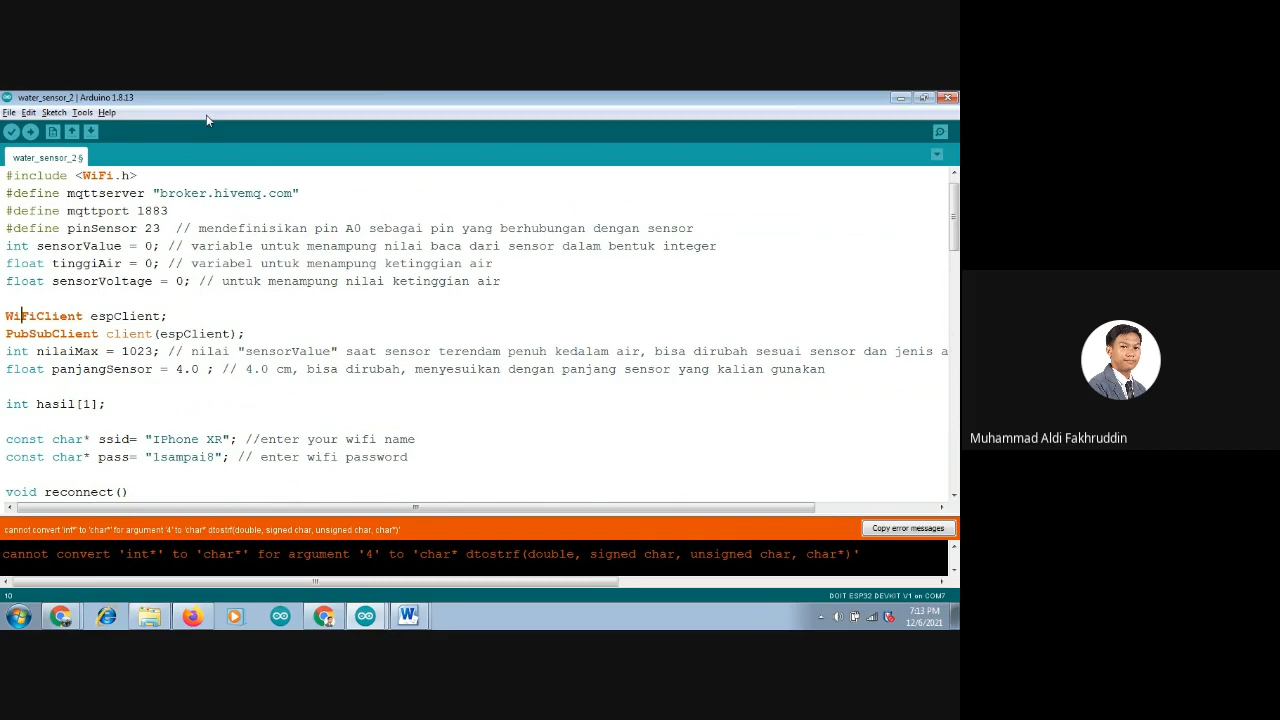 water_sensor_2 | Arduino 1.8.13
File Edit Sketch Tools Help
water_sensor_2 §
#include <WiFi.h>
#define mqttserver "broker.hivemq.com"
#define mqttport 1883
#define pinSensor 23 // mendefinisikan pin A0 sebagai pin yang berhubungan dengan sensor
int sensorValue = 0; // variable untuk menampung nilai baca dari sensor dalam bentuk integer
float tinggiAir = 0; // variabel untuk menampung ketinggian air
float sensorVoltage = 0; // untuk menampung nilai ketinggian air
WiFiClient espClient;
PubSubClient client(espClient);
int nilaiMax = 1023; // nilai "sensorValue" saat sensor terendam penuh kedalam air, bisa dirubah sesuai sensor dan jenis a
float panjangSensor = 4.0 ; // 4.0 cm, bisa dirubah, menyesuikan dengan panjang sensor yang kalian gunakan
int hasil[1];
const char* ssid= "IPhone XR"; //enter your wifi name
const char* pass= "1sampai8"; // enter wifi password
void reconnect()
cannot convert 'int*' to 'char*' for argument '4' to 'char* dtostrf(double, signed char, unsigned char, char*)'
Copy error messages
cannot convert 'int*' to 'char*' for argument '4' to 'char* dtostrf(double, signed char, unsigned char, char*)'
10
DOIT ESP32 DEVKIT V1 on COM7
7:13 PM
12/6/2021
Muhammad Aldi Fakhruddin